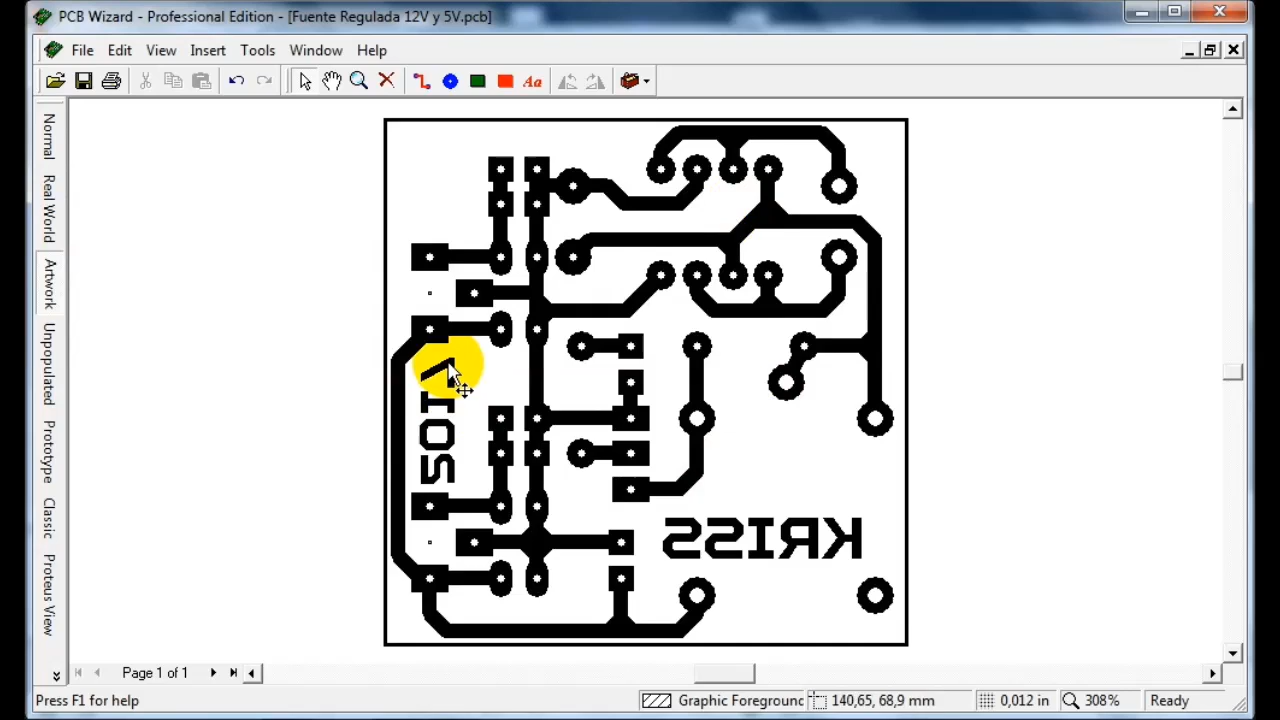 PCB Wizard - Professional Edition - [Fuente Regulada 12V y 5V.pcb]
File Edit View Insert Tools Window Help
Aa
Normal
Real World
Artwork
Unpopulated
Prototype
Classic
Proteus View
KRISS
Page 1 of 1
Press F1 for help
Graphic Foreground
140,65, 68,9 mm
0,012 in
308%
Ready